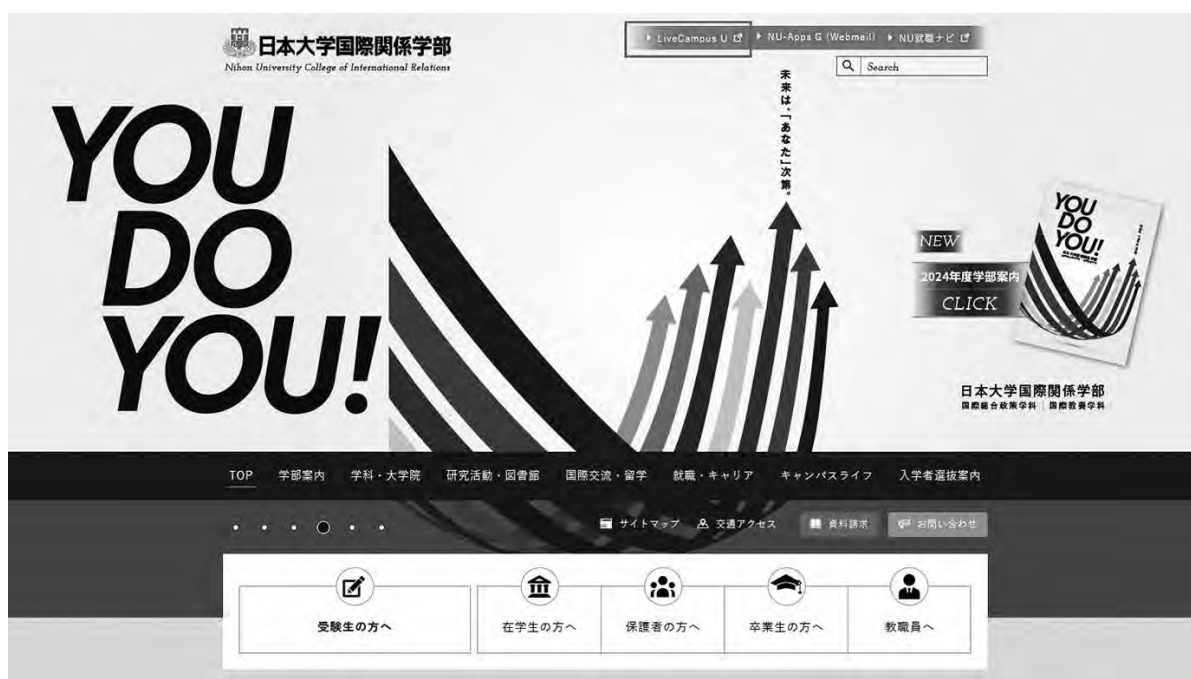 日本大学国際関係学部
Nihon University College of International Relations
LiveCampus U
NU-Apps G (Webmail)
NU就職ナビ
Search
YOU
DO
YOU!
未来は、「あなた」次第。
NEW
2024年度学部案内
CLICK
YOU
DO
YOU!
日本大学国際関係学部
国際総合政策学科│国際教養学科
TOP 学部案内 学科・大学院 研究活動・図書館 国際交流・留学 就職・キャリア キャンパスライフ 入学者選抜案内
サイトマップ 交通アクセス 資料請求 お問い合わせ
受験生の方へ 在学生の方へ 保護者の方へ 卒業生の方へ 教職員へ